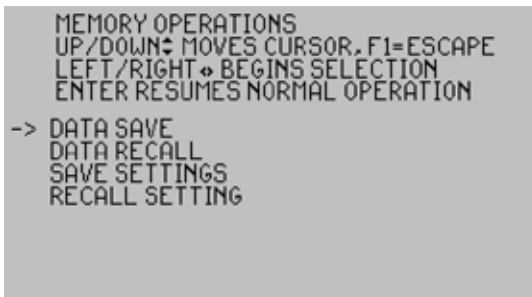 MEMORY OPERATIONS
UP/DOWN♦ MOVES CURSOR, F1=ESCAPE
LEFT/RIGHT ⬥ BEGINS SELECTION
ENTER RESUMES NORMAL OPERATION
-> DATA SAVE
DATA RECALL
SAVE SETTINGS
RECALL SETTING